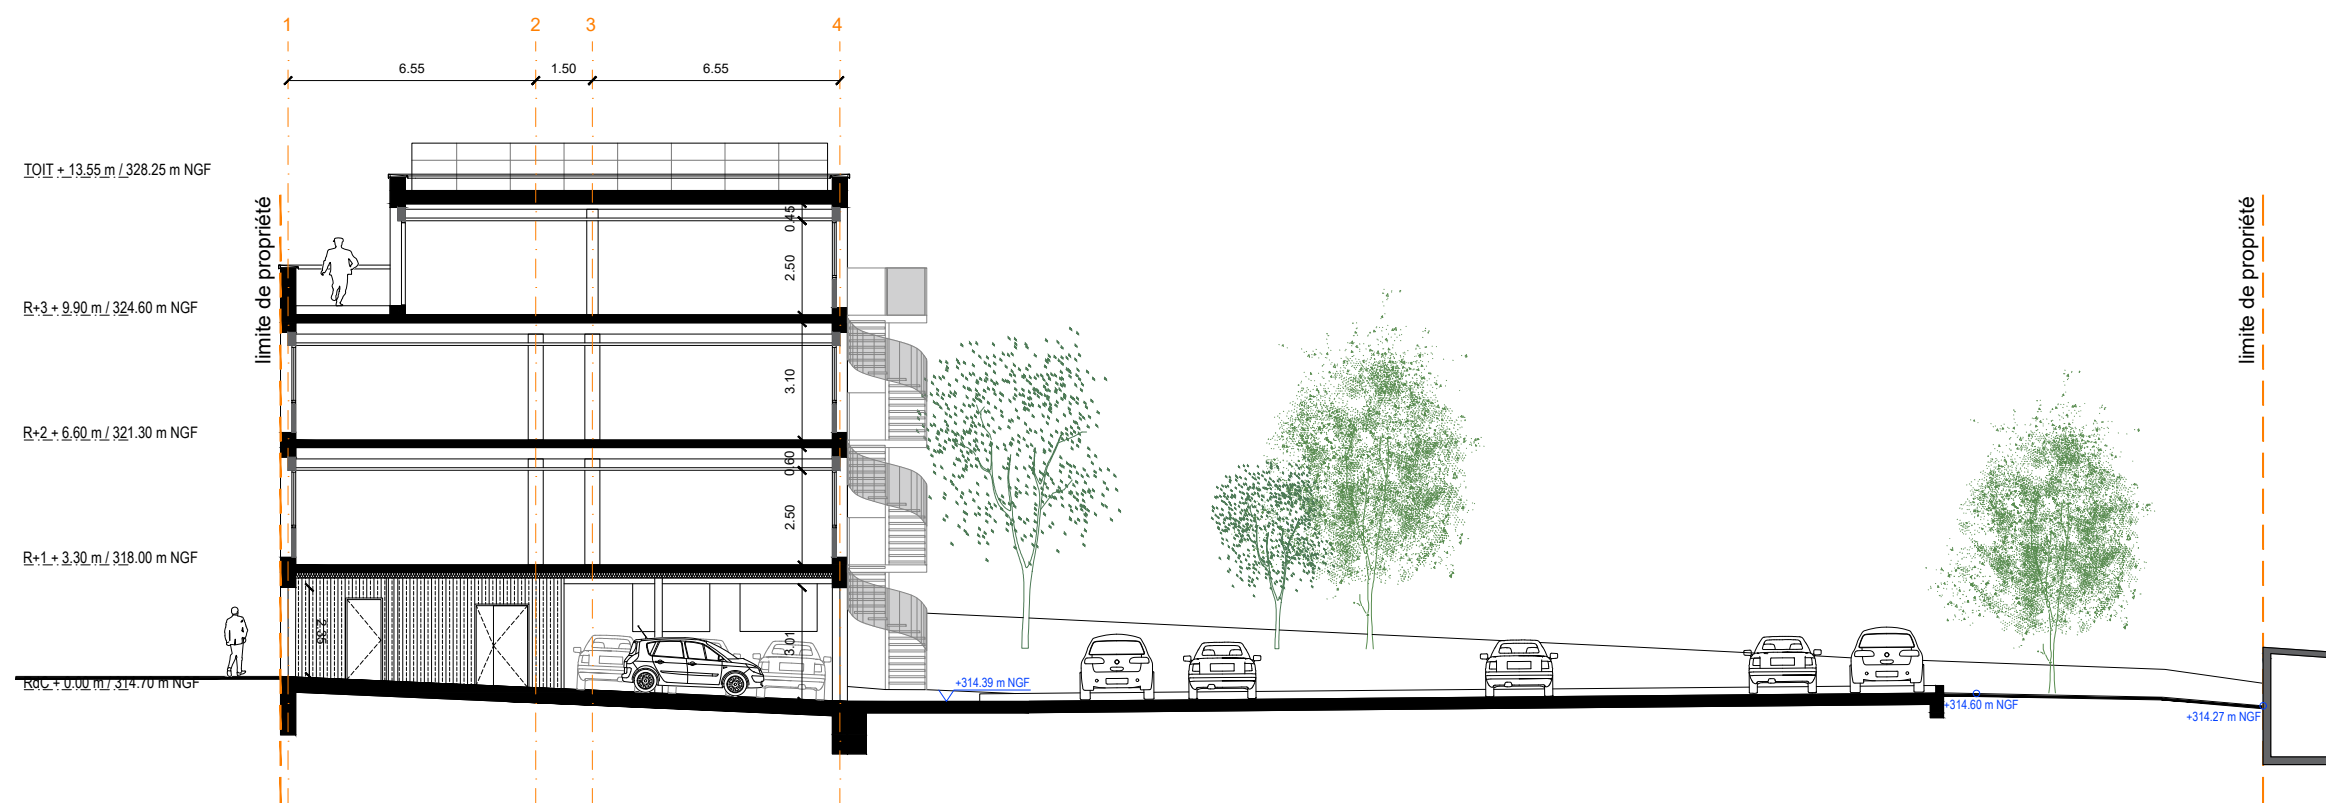 1
2
3
4
6.55
1.50
6.55
TOIT + 13.55 m / 328.25 m NGF
limite de propriété
limite de propriété
0.45
2.50
R+3 + 9.90 m / 324.60 m NGF
3.10
R+2 + 6.60 m / 321.30 m NGF
0.60
2.50
R+1 + 3.30 m / 318.00 m NGF
2.35
3.01
RdC + 0.00 m / 314.70 m NGF
+314.39 m NGF
+314.60 m NGF
+314.27 m NGF